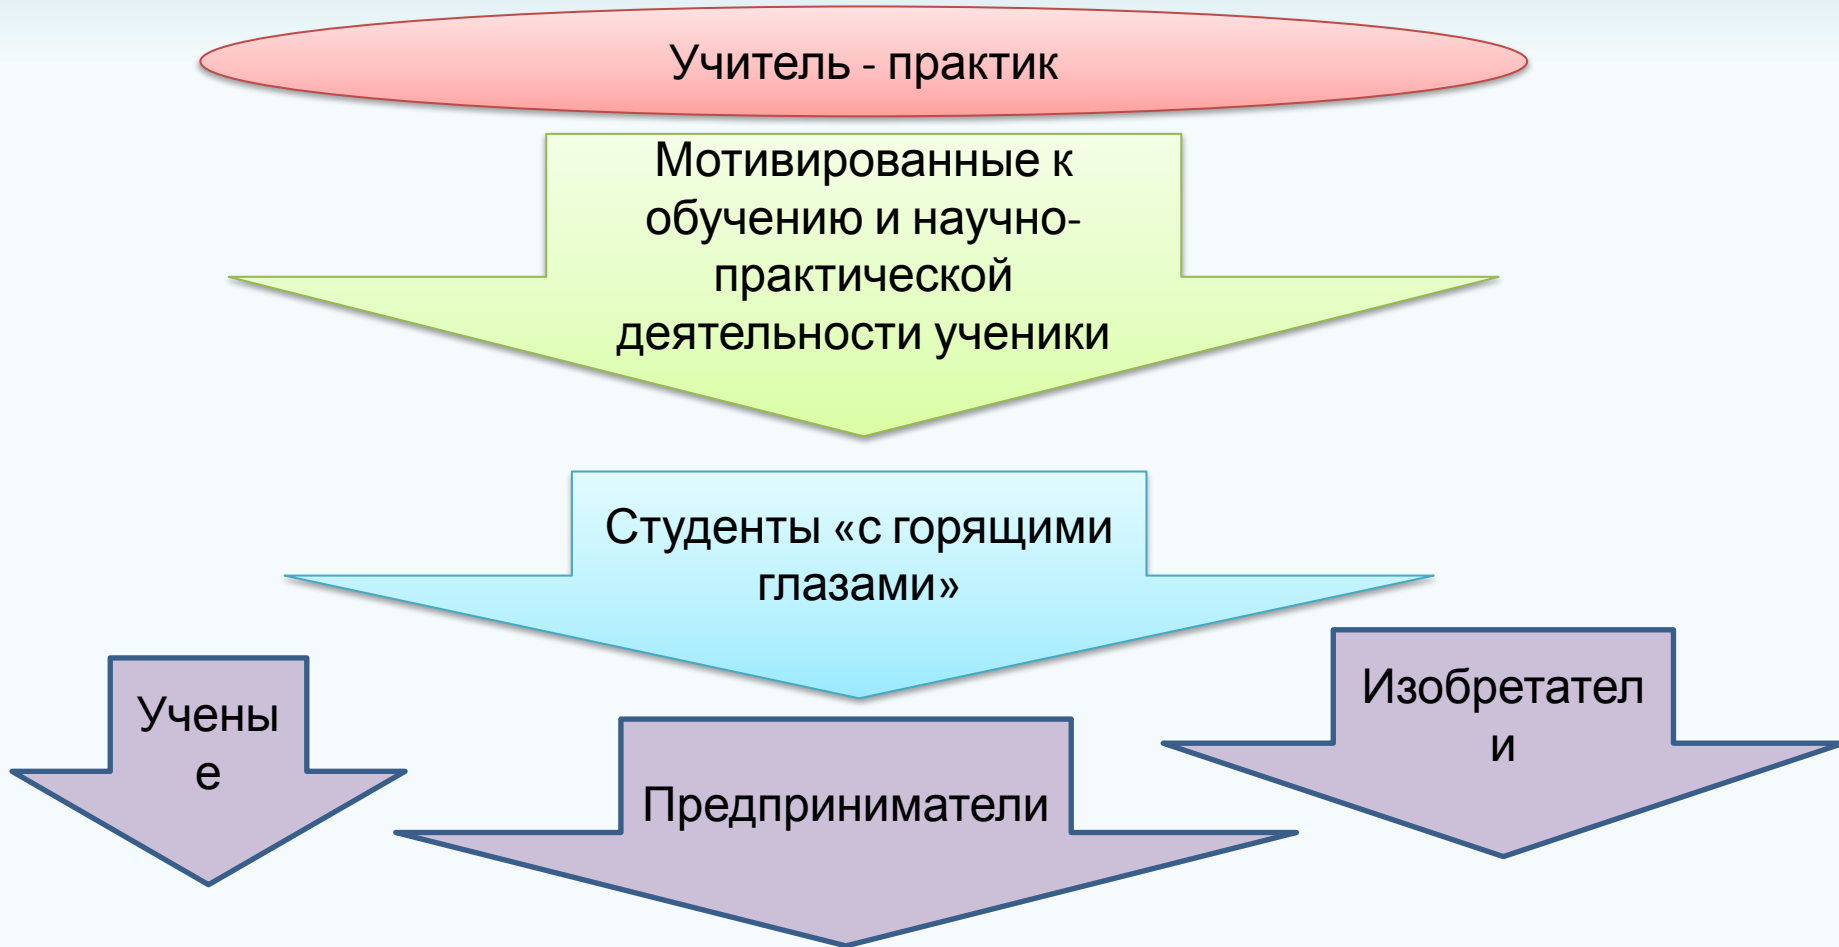 Учитель - практик
Мотивированные к
обучению и научно-
практической
деятельности ученики
Студенты «с горящими
глазами»
Учены
е
Предприниматели
Изобретател
и